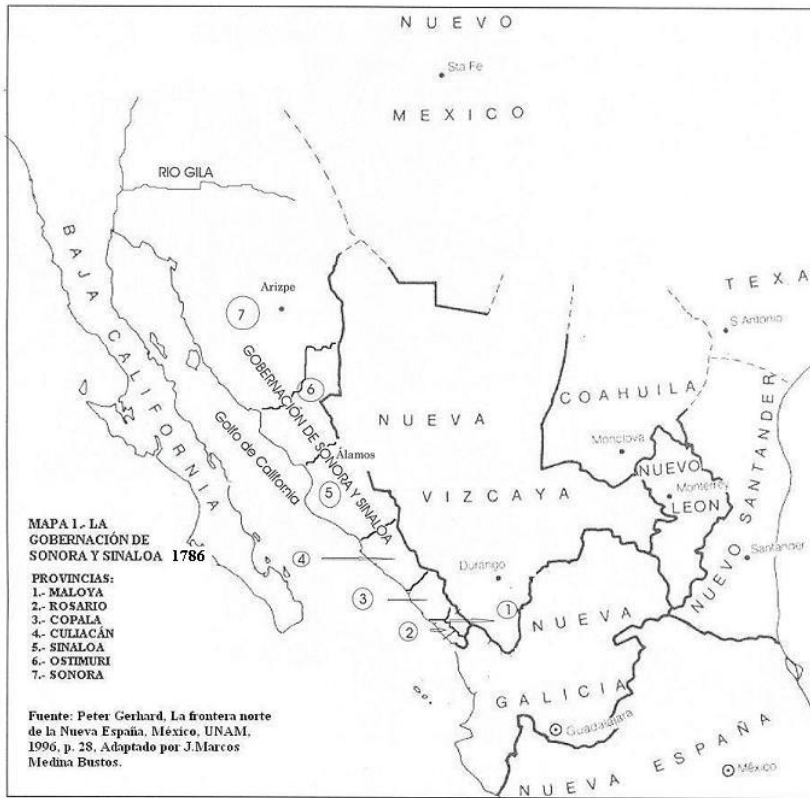 NUEVO
Sta Fe
MEXICO
RIO GILA
BAJA CALIFORNIA
Arizpe
7
TEXA
S Antonio
GOBERNACIÓN DE SONORA Y SINALOA
6
COAHUILA
NUEVA
Golfo de California
Álamos
Monclova
NUEVO
5
VIZCAYA
Monterrey
LEON
NUEVO SANTANDER
MAPA 1.- LA
GOBERNACIÓN DE
SONORA Y SINALOA 1786
4
Santander
Durango
PROVINCIAS:
1.- MALOYA
2.- ROSARIO
3.- COPALA
4.- CULIACÁN
5.- SINALOA
6.- OSTIMURI
7.- SONORA
3
1
2
NUEVA
GALICIA
Guadalajara
Fuente: Peter Gerhard, La frontera norte
de la Nueva España, México, UNAM,
1996, p. 28, Adaptado por J.Marcos
Medina Bustos.
NUEVA ESPAÑA
México